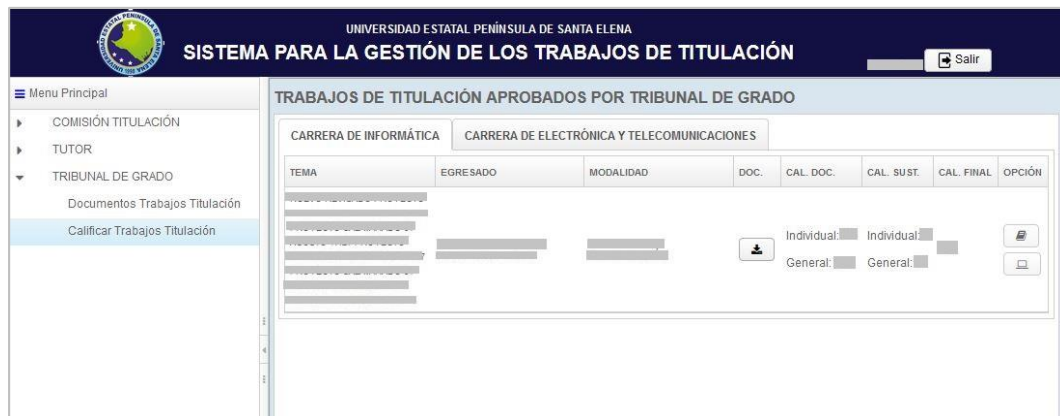 UNIVERSIDAD ESTATAL PENÍNSULA DE SANTA ELENA
SISTEMA PARA LA GESTIÓN DE LOS TRABAJOS DE TITULACIÓN
Salir
Menu Principal
COMISIÓN TITULACIÓN
TUTOR
TRIBUNAL DE GRADO
Documentos Trabajos Titulación
Calificar Trabajos Titulación
TRABAJOS DE TITULACIÓN APROBADOS POR TRIBUNAL DE GRADO
CARRERA DE INFORMÁTICA CARRERA DE ELECTRÓNICA Y TELECOMUNICACIONES
TEMA EGRESADO MODALIDAD DOC. CAL. DOC. CAL. SUST. CAL. FINAL OPCIÓN
Individual: Individual:
General: General: